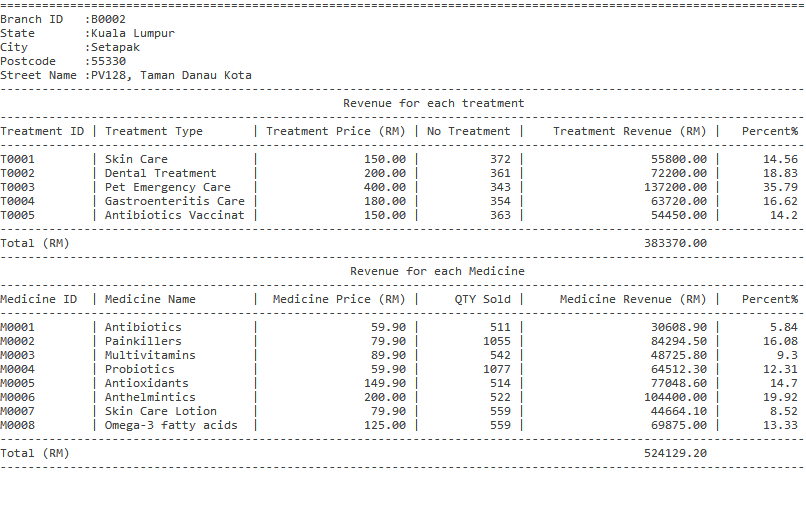 Branch ID :B0002
State :Kuala Lumpur
City :Setapak
Postcode :55330
Street Name :PV128, Taman Danau Kota
Revenue for each treatment
Treatment ID | Treatment Type | Treatment Price (RM) | No Treatment | Treatment Revenue (RM) | Percent%
T0001 | Skin Care | 150.00 | 372 | 55800.00 | 14.56
T0002 | Dental Treatment | 200.00 | 361 | 72200.00 | 18.83
T0003 | Pet Emergency Care | 400.00 | 343 | 137200.00 | 35.79
T0004 | Gastroenteritis Care | 180.00 | 354 | 63720.00 | 16.62
T0005 | Antibiotics Vaccinat | 150.00 | 363 | 54450.00 | 14.2
Total (RM) 383370.00
Revenue for each Medicine
Medicine ID | Medicine Name | Medicine Price (RM) | QTY Sold | Medicine Revenue (RM) | Percent%
M0001 | Antibiotics | 59.90 | 511 | 30608.90 | 5.84
M0002 | Painkillers | 79.90 | 1055 | 84294.50 | 16.08
M0003 | Multivitamins | 89.90 | 542 | 48725.80 | 9.3
M0004 | Probiotics | 59.90 | 1077 | 64512.30 | 12.31
M0005 | Antioxidants | 149.90 | 514 | 77048.60 | 14.7
M0006 | Anthelmintics | 200.00 | 522 | 104400.00 | 19.92
M0007 | Skin Care Lotion | 79.90 | 559 | 44664.10 | 8.52
M0008 | Omega-3 fatty acids | 125.00 | 559 | 69875.00 | 13.33
Total (RM) 524129.20